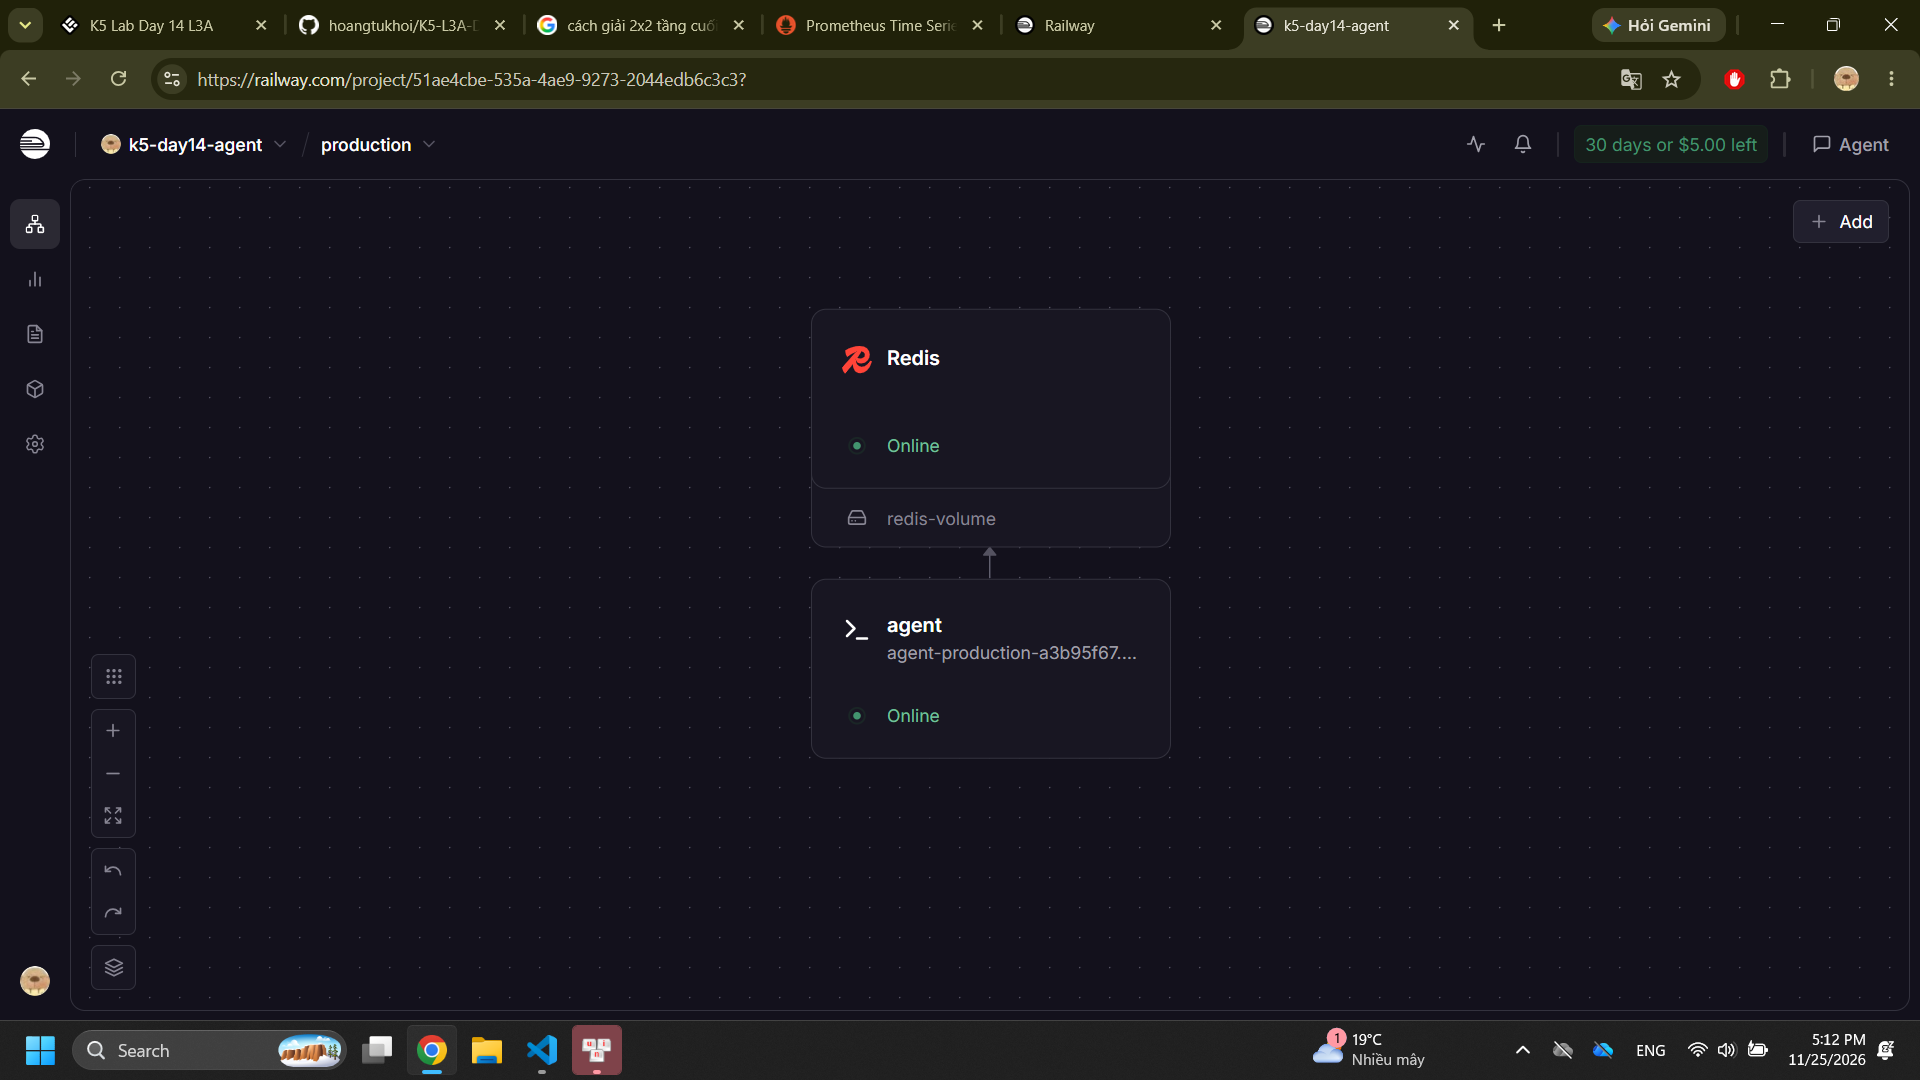 K5 Lab Day 14 L3A
hoangtukhoi/K5-L3A-D
cách giải 2x2 tầng cuối
Prometheus Time Serie
Railway
k5-day14-agent
Hỏi Gemini
https://railway.com/project/51ae4cbe-535a-4ae9-9273-2044edb6c3c3?
k5-day14-agent
production
30 days or $5.00 left
Agent
Add
Redis
Online
redis-volume
agent
agent-production-a3b95f67....
Online
Search
1
19°C
Nhiều mây
ENG
5:12 PM
11/25/2026